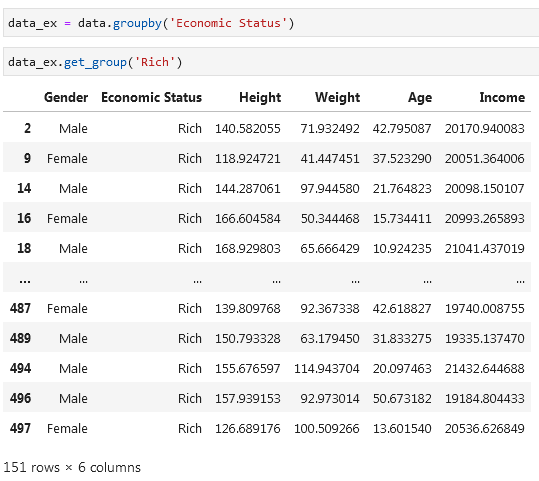 data_ex = data.groupby('Economic Status')
data_ex.get_group('Rich')
Gender Economic Status Height Weight Age Income
2 Male Rich 140.582055 71.932492 42.795087 20170.940083
9 Female Rich 118.924721 41.447451 37.523290 20051.364006
14 Male Rich 144.287061 97.944580 21.764823 20098.150107
16 Female Rich 166.604584 50.344468 15.734411 20993.265893
18 Male Rich 168.929803 65.666429 10.924235 21041.437019
... ... ... ... ... ... ...
487 Female Rich 139.809768 92.367338 42.618827 19740.008755
489 Male Rich 150.793328 63.179450 31.833275 19335.137470
494 Male Rich 155.676597 114.943704 20.097463 21432.644688
496 Male Rich 157.939153 92.973014 50.673182 19184.804433
497 Female Rich 126.689176 100.509266 13.601540 20536.626849
151 rows × 6 columns